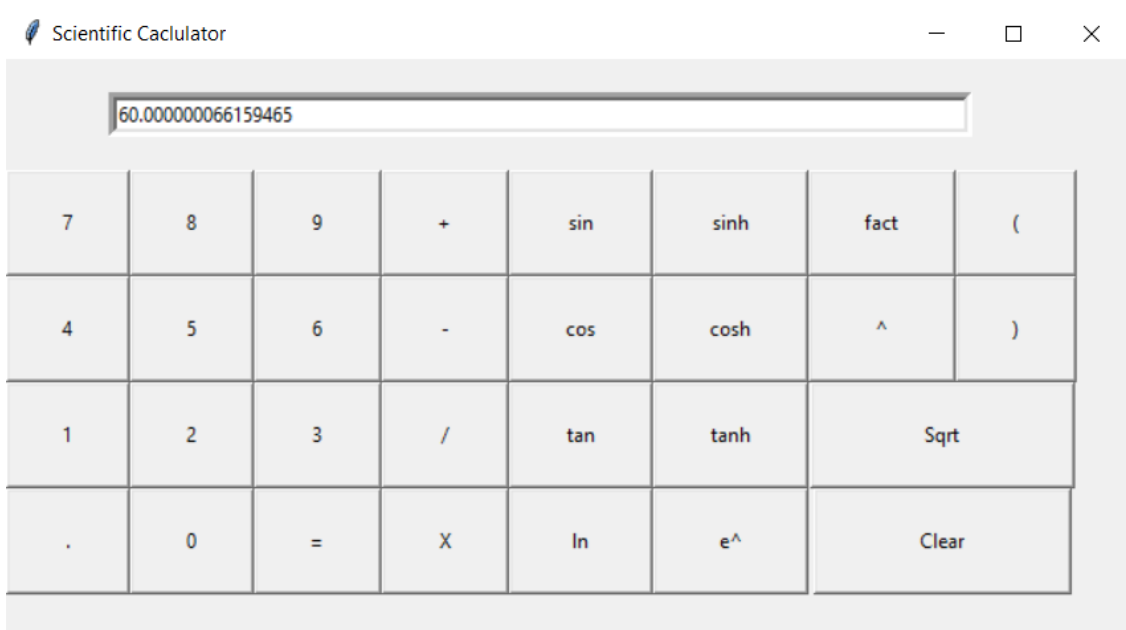 Scientific Caclulator
60.000000066159465
7 8 9 + sin sinh fact (
4 5 6 - cos cosh ^ )
1 2 3 / tan tanh Sqrt
. 0 = X ln e^ Clear